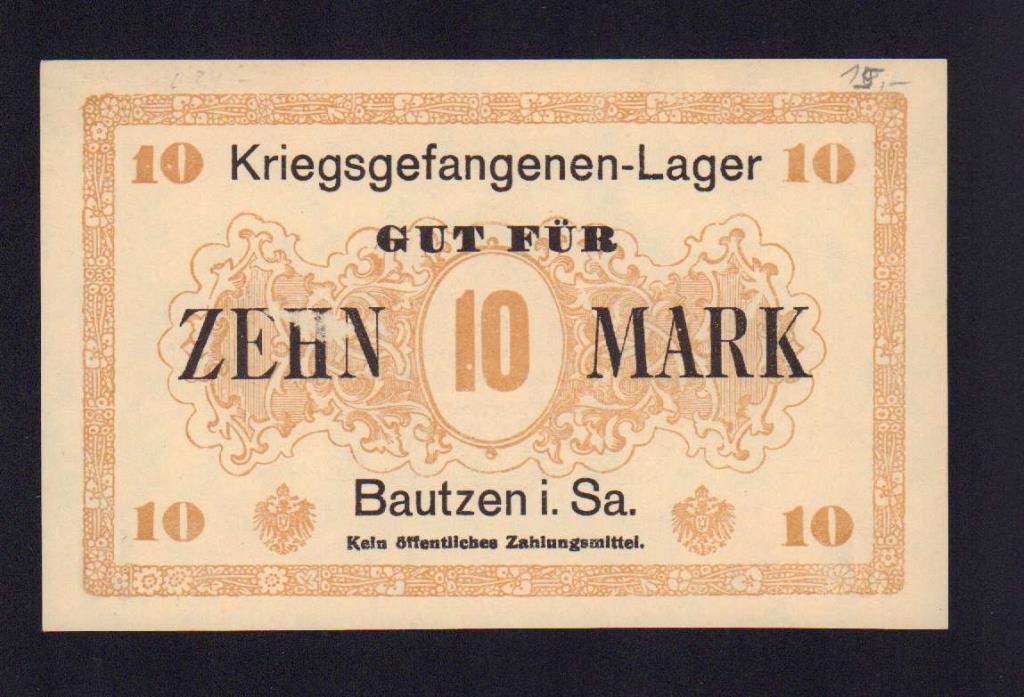 10 Kriegsgefangenen-Lager 10
GUT FÜR
ZEHN 10 MARK
Bautzen i. Sa.
10 Kein öffentliches Zahlungsmittel. 10